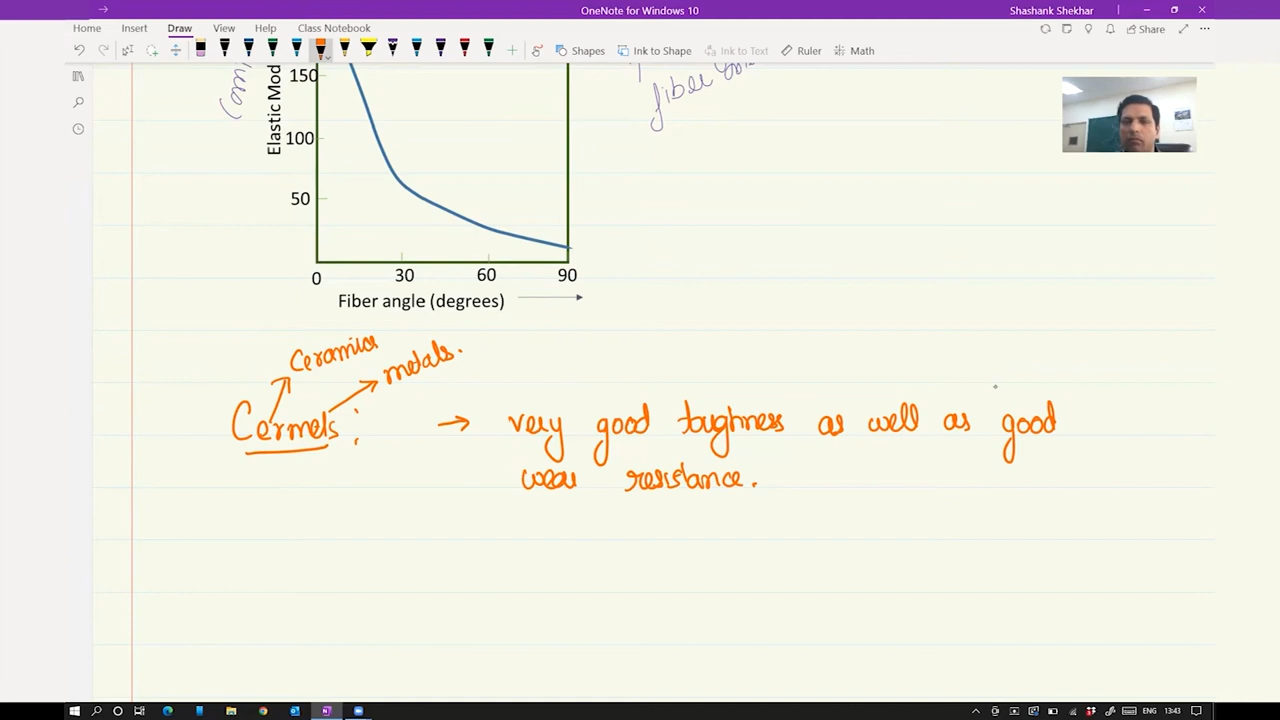 OneNote for Windows 10
Shashank Shekhar
Home Insert Draw View Help Class Notebook
Share
Shapes Ink to Shape Ink to Text Ruler Math
Elastic Mod
150
100
50
0 30 60 90
Fiber angle (degrees)
fiber
Ceramics
metals.
Cermets :
→ very good toughness as well as good
wear resistance.
ENG 13:43